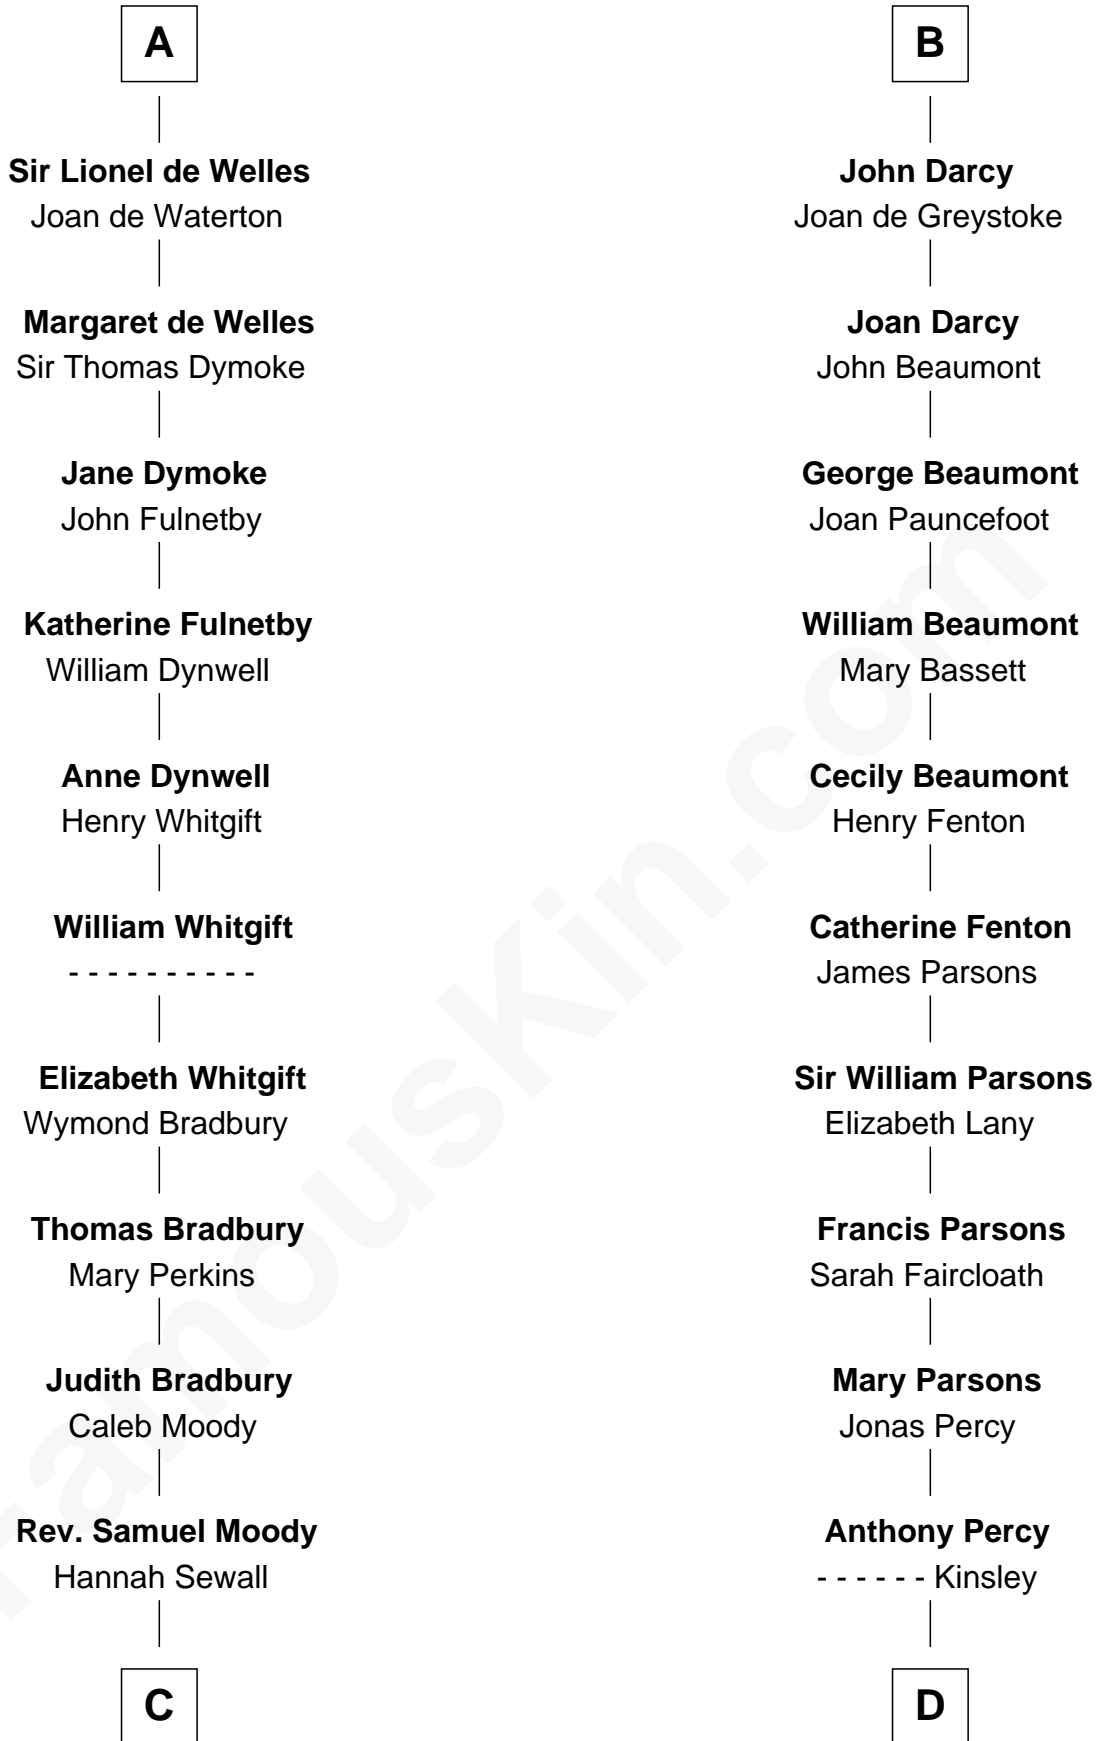 A
Sir Lionel de Welles
Joan de Waterton
Margaret de Welles
Sir Thomas Dymoke
Jane Dymoke
John Fulnetby
Katherine Fulnetby
William Dynwell
Anne Dynwell
Henry Whitgift
William Whitgift
- - - - - - - - - -
Elizabeth Whitgift
Wymond Bradbury
Thomas Bradbury
Mary Perkins
Judith Bradbury
Caleb Moody
Rev. Samuel Moody
Hannah Sewall
C
B
John Darcy
Joan de Greystoke
Joan Darcy
John Beaumont
George Beaumont
Joan Pauncefoot
William Beaumont
Mary Bassett
Cecily Beaumont
Henry Fenton
Catherine Fenton
James Parsons
Sir William Parsons
Elizabeth Lany
Francis Parsons
Sarah Faircloath
Mary Parsons
Jonas Percy
Anthony Percy
- - - - - - Kinsley
D
FamousKin.com